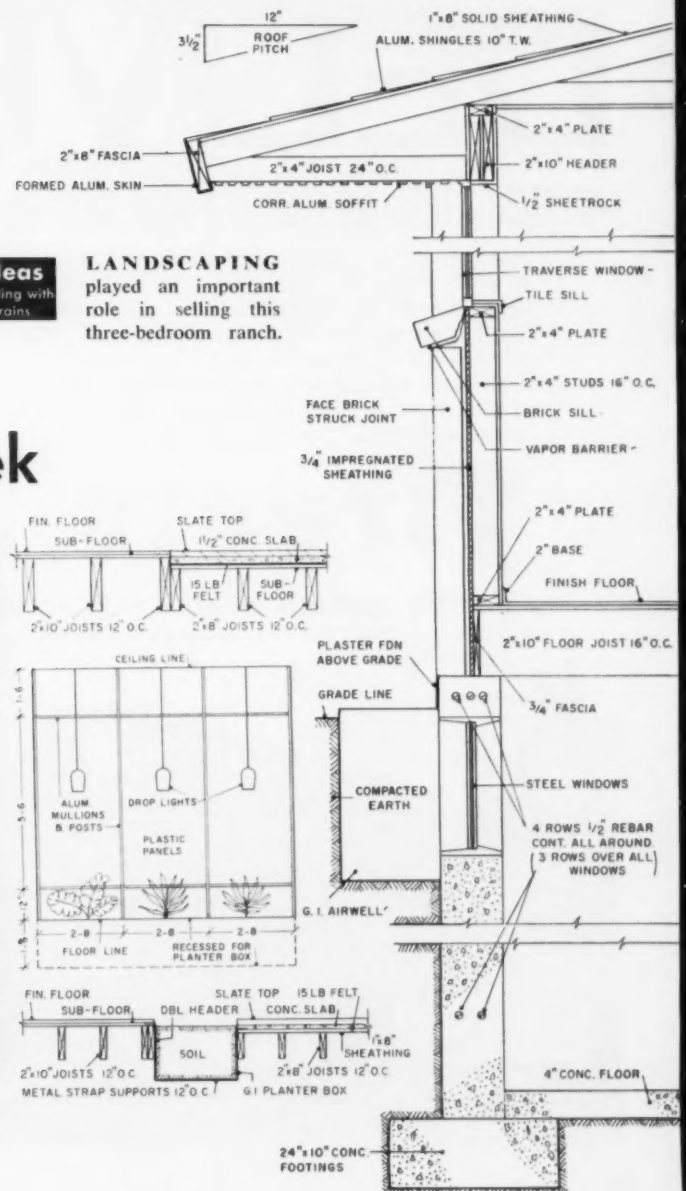 12"
3½"
ROOF
PITCH
1"x8" SOLID SHEATHING
ALUM. SHINGLES 10" T.W.
2"x8" FASCIA
FORMED ALUM. SKIN
2"x4" JOIST 24" O.C.
CORR. ALUM. SOFFIT
2"x4" PLATE
2"x10" HEADER
1/2" SHEETROCK
TRAVERSE WINDOW
TILE SILL
2"x4" PLATE
2"x4" STUDS 16" O.C.
BRICK SILL
VAPOR BARRIER
FACE BRICK
STRUCK JOINT
3/4" IMPREGNATED
SHEATHING
2"x4" PLATE
2" BASE
FINISH FLOOR
2"x10" FLOOR JOIST 16" O.C.
PLASTER FDN
ABOVE GRADE
GRADE LINE
3/4" FASCIA
COMPACTED
EARTH
STEEL WINDOWS
4 ROWS 1/2" REBAR
CONT. ALL AROUND
(3 ROWS OVER ALL)
WINDOWS
G.I. AIRWELL
4" CONC. FLOOR
24"x10" CONC.
FOOTINGS
LANDSCAPING
played an important
role in selling this
three-bedroom ranch.
FIN. FLOOR
SUB-FLOOR
SLATE TOP
1½" CONC. SLAB
15 LB
FELT
SUB-
FLOOR
2"x10" JOISTS 12" O.C.
2"x8" JOISTS 12" O.C.
CEILING LINE
1-6
5-6
12"
1-8
ALUM.
MULLIONS
& POSTS
DROP LIGHTS
PLASTIC
PANELS
2-8
2-8
2-8
FLOOR LINE
RECESSED FOR
PLANTER BOX
FIN. FLOOR
SUB-FLOOR
DBL HEADER
SLATE TOP
15 LB FELT
CONC. SLAB
SOIL
1"x8"
SHEATHING
2"x10" JOISTS 12" O.C.
2"x8" JOISTS 12" O.C
METAL STRAP SUPPORTS 12" O.C
G.I PLANTER BOX